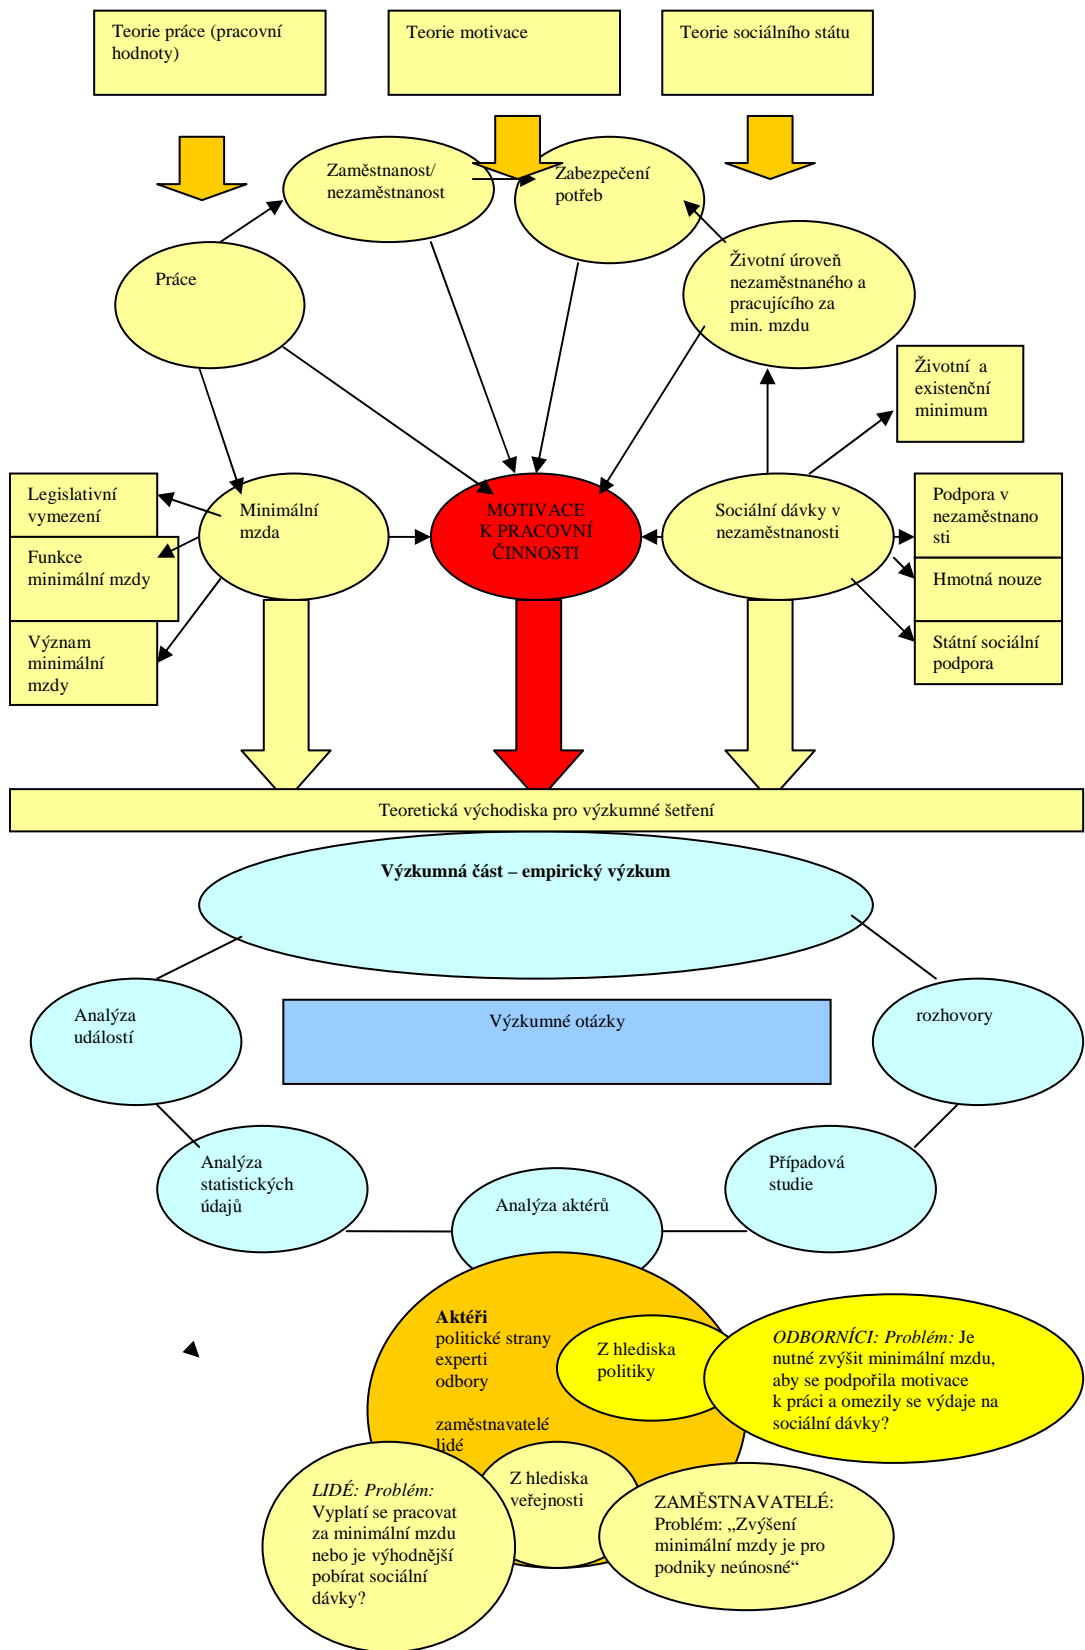 Teorie práce (pracovní
hodnoty)
Teorie motivace
Teorie sociálního státu
Zaměstnanost/
nezaměstnanost
Zabezpečení
potřeb
Práce
Životní úroveň
nezaměstnaného a
pracujícího za
min. mzdu
Životní a
existenční
minimum
Legislativní
vymezení
Funkce
minimální mzdy
Význam
minimální
mzdy
Minimální
mzda
MOTIVACE
K PRACOVNÍ
ČINNOSTI
Sociální dávky v
nezaměstnanosti
Podpora v
nezaměstnano
sti
Hmotná nouze
Státní sociální
podpora
Teoretická východiska pro výzkumné šetření
Výzkumná část – empirický výzkum
Analýza
událostí
Výzkumné otázky
rozhovory
Analýza
statistických
údajů
Analýza aktérů
Případová
studie
Aktéři
politické strany
experti
odbory
zaměstnavatelé
lidé
Z hlediska
politiky
ODBORNÍCI: Problém: Je
nutné zvýšit minimální mzdu,
aby se podpořila motivace
k práci a omezily se výdaje na
sociální dávky?
LIDÉ: Problém:
Vyplatí se pracovat
za minimální mzdu
nebo je výhodnější
pobírat sociální
dávky?
Z hlediska
veřejnosti
ZAMĚSTNAVATELÉ:
Problém: „Zvýšení
minimální mzdy je pro
podniky neúnosné“